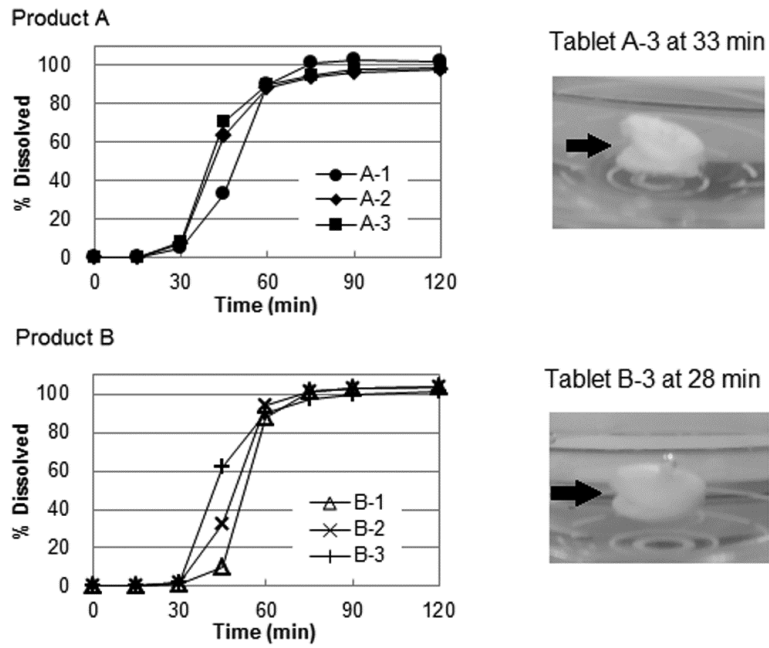 Product A
Tablet A-3 at 33 min
100
80
60
40
20
0
% Dissolved
A-1
A-2
A-3
0 30 60 90 120
Time (min)
Product B
Tablet B-3 at 28 min
100
80
60
40
20
0
% Dissolved
B-1
B-2
B-3
0 30 60 90 120
Time (min)